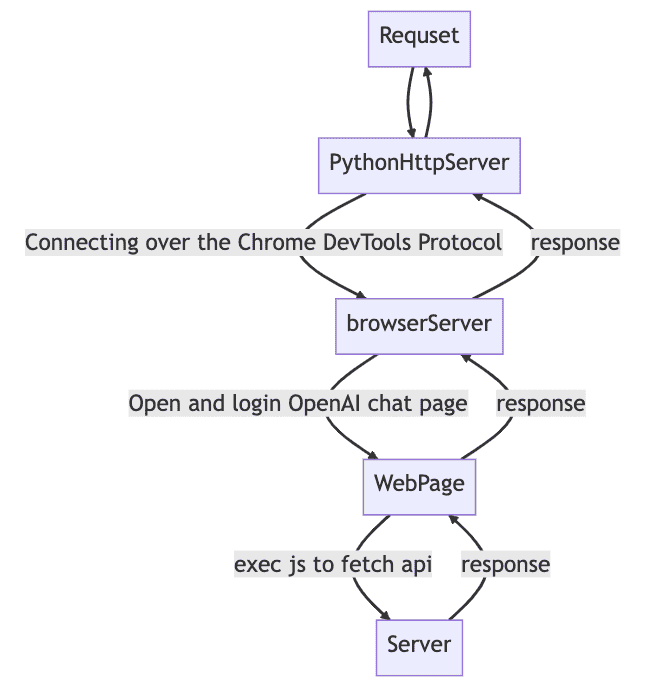 Requset
PythonHttpServer
Connecting over the Chrome DevTools Protocol
response
browserServer
Open and login OpenAI chat page
response
WebPage
exec js to fetch api
response
Server